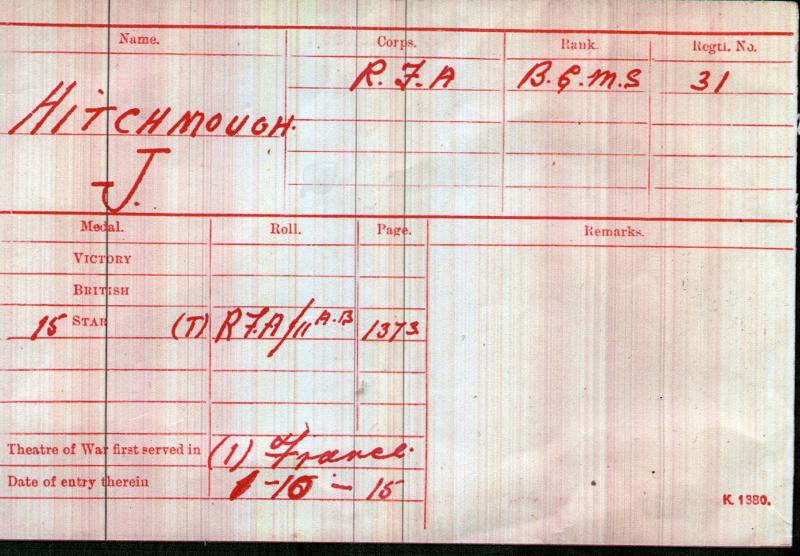 Name. Corps. Rank. Regtl. No.
HITCHMOUGH. R.F.A B.Q.M.S 31
J.
Medal. Roll. Page. Remarks.
VICTORY
BRITISH
15 STAR (T) R.F.A/11 A.B 1373
Theatre of War first served in (1) France.
Date of entry therein 1-10-15
K. 1380.